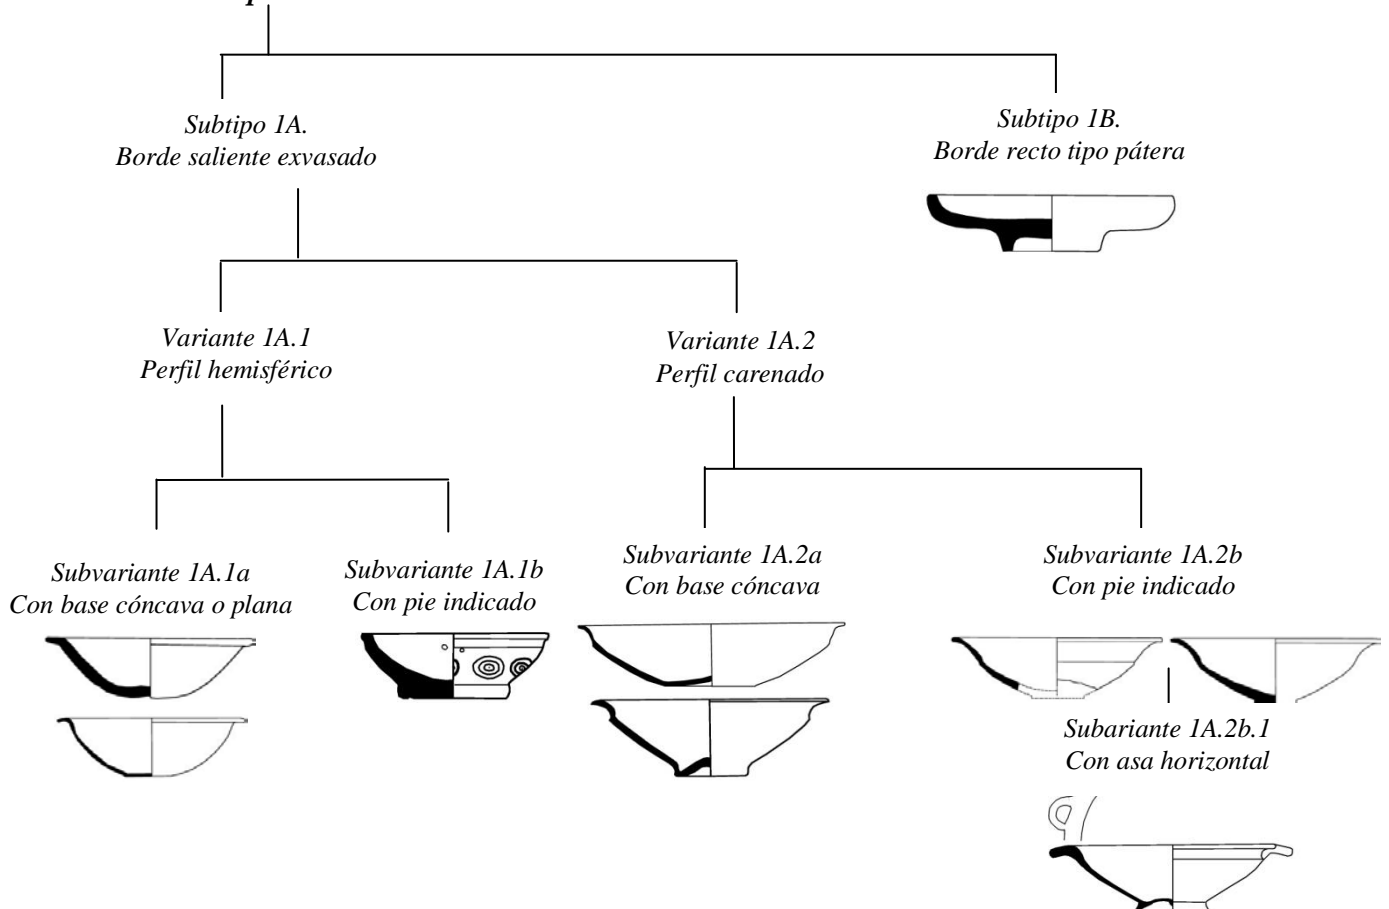 Subtipo 1A.
Borde saliente exvasado
Subtipo 1B.
Borde recto tipo pátera
Variante 1A.1
Perfil hemisférico
Variante 1A.2
Perfil carenado
Subvariante 1A.1a
Con base cóncava o plana
Subvariante 1A.1b
Con pie indicado
Subvariante 1A.2a
Con base cóncava
Subvariante 1A.2b
Con pie indicado
Subariante 1A.2b.1
Con asa horizontal